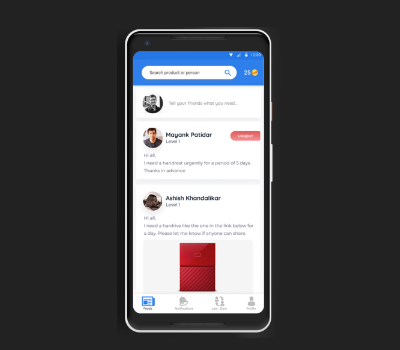 12:30
Search product or person
25
Tell your friends what you need..
Mayank Patidar
Level 1
URGENT
Hi all,
I need a handrest urgently for a period of 5 days.
Thanks in advance
Ashish Khandalikar
Level 1
Hi all,
I need a hardrive like the one in the link below for
a day. Please let me know if anyone can share.
Feeds
Notifications
Profile